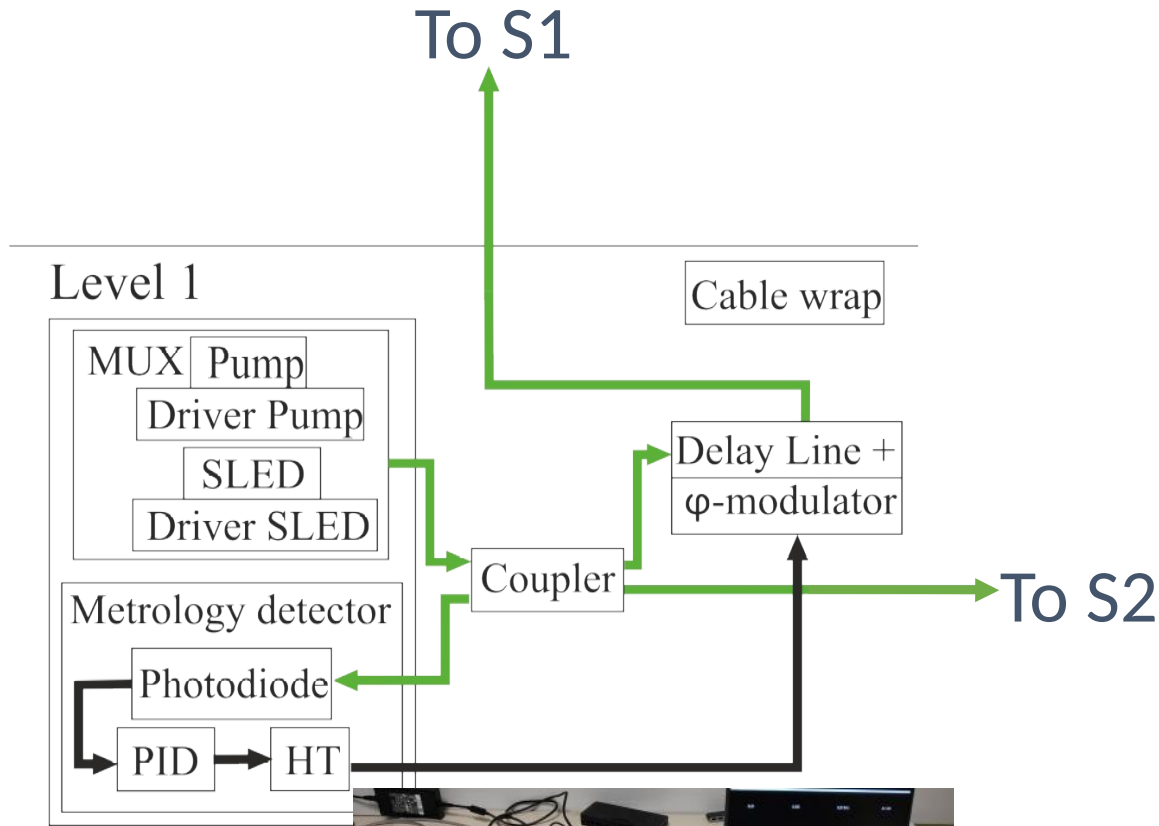 To S1
Level 1
Cable wrap
MUX
Pump
Driver Pump
SLED
Driver SLED
Delay Line +
φ-modulator
Coupler
To S2
Metrology detector
Photodiode
PID
HT